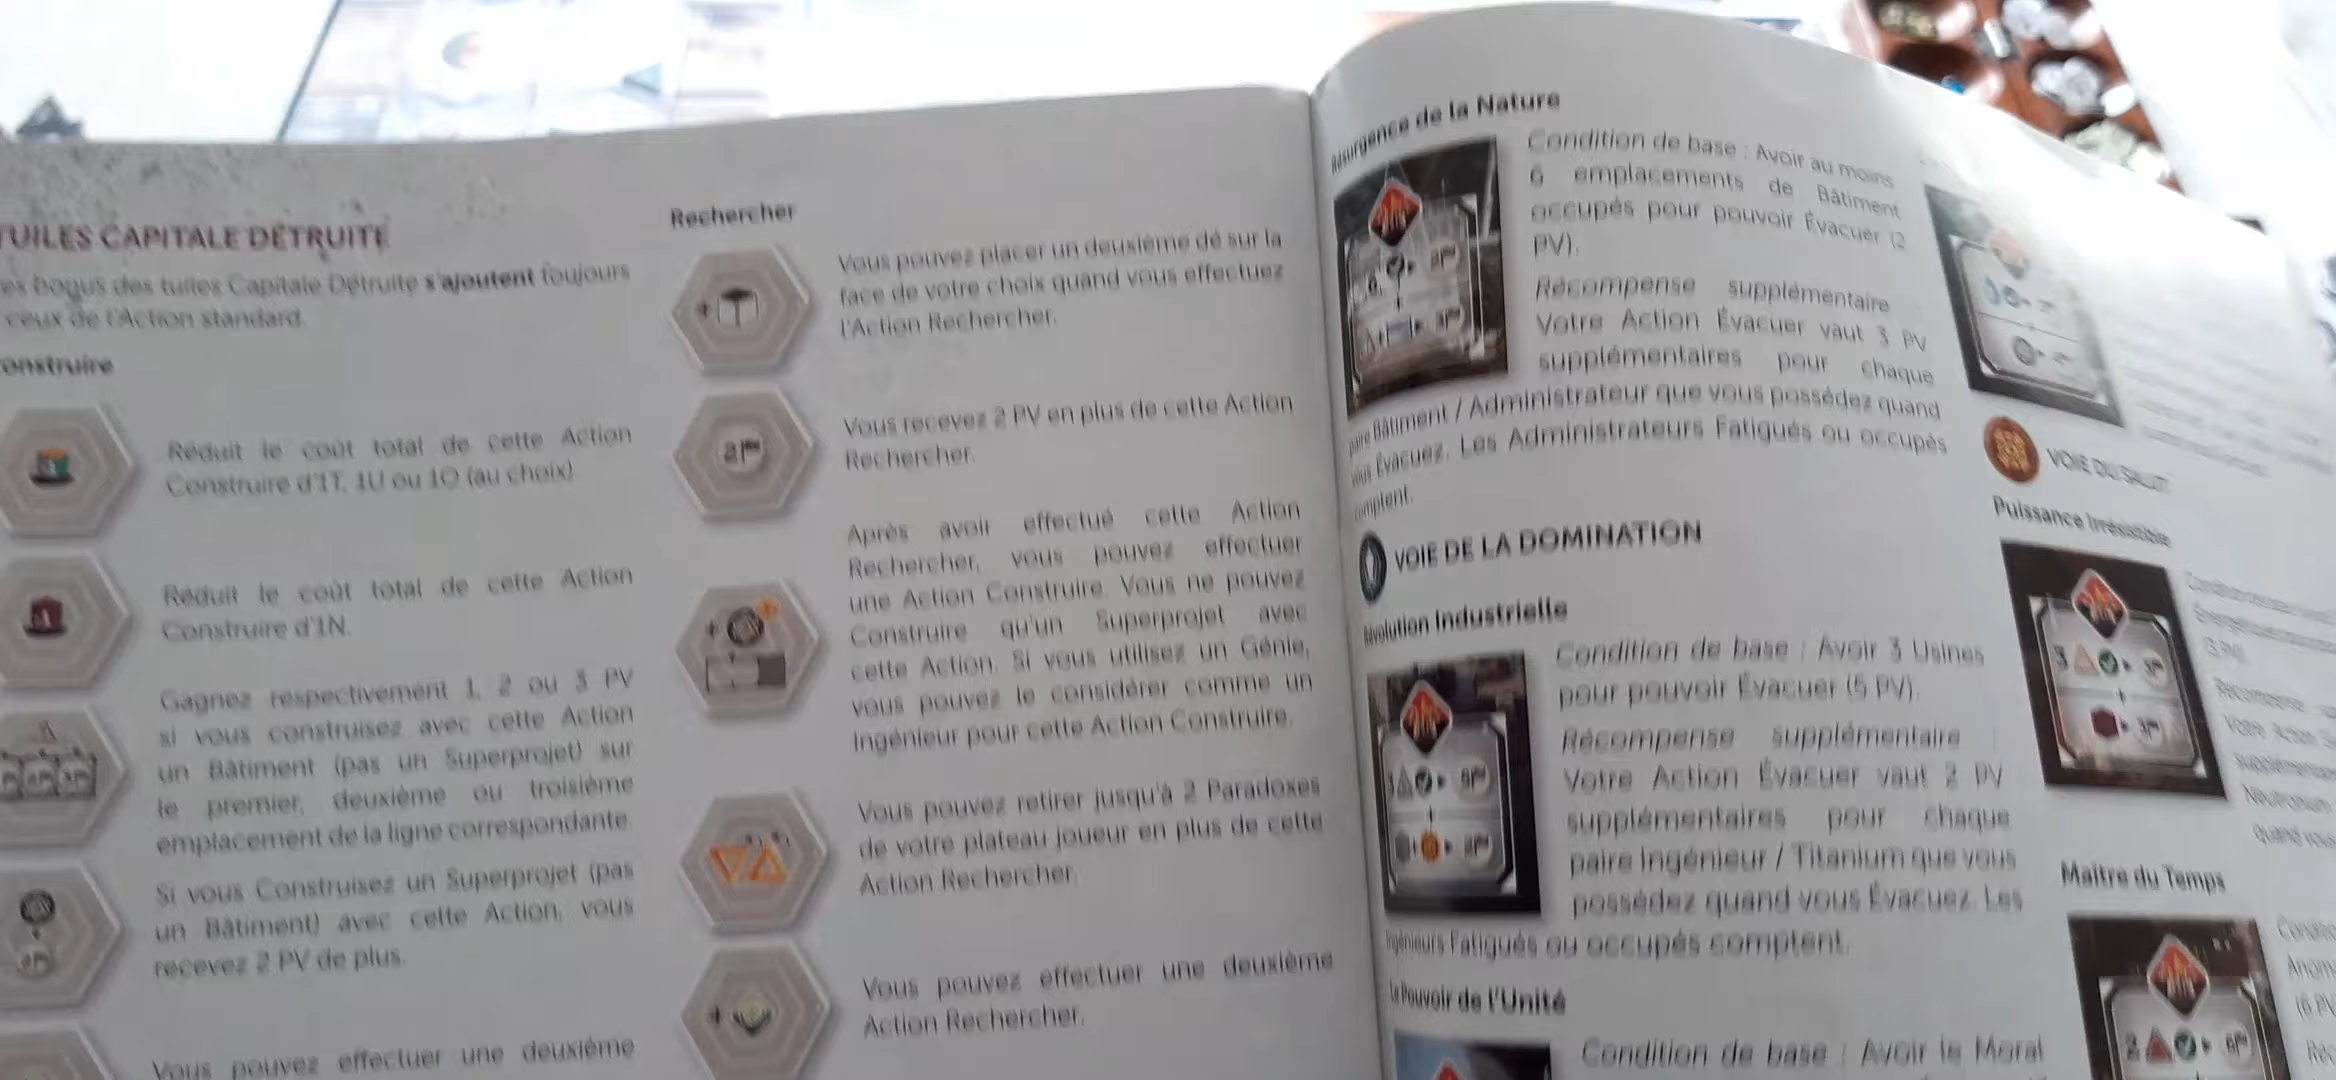 TUILES CAPITALE DÉTRUITE
bonus des tuiles Capitale Détruite s'ajoutent toujours
ceux de l'Action standard.
Réduit le coût total de cette Action
Construire d'1T, 1U ou 1O (au choix).
Réduit le coût total de cette Action
Construire d'1N.
Gagnez respectivement 1, 2 ou 3 PV
si vous construisez avec cette Action
un Bâtiment (pas un Superprojet) sur
le premier, deuxième ou troisième
emplacement de la ligne correspondante.
Si vous Construisez un Superprojet (pas
un Bâtiment) avec cette Action, vous
recevez 2 PV de plus.
Vous pouvez effectuer une deuxième
Rechercher
Vous pouvez placer un deuxième dé sur la
face de votre choix quand vous effectuez
l'Action Rechercher.
Vous recevez 2 PV en plus de cette Action
Rechercher.
Après avoir effectué cette Action
Rechercher, vous pouvez effectuer
une Action Construire. Vous ne pouvez
Construire qu'un Superprojet avec
cette Action. Si vous utilisez un Génie,
vous pouvez le considérer comme un
Ingénieur pour cette Action Construire.
Vous pouvez retirer jusqu'à 2 Paradoxes
de votre plateau joueur en plus de cette
Action Rechercher.
Vous pouvez effectuer une deuxième
Action Rechercher.
Résurgence de la Nature
Condition de base : Avoir au moins
6 emplacements de Bâtiment
occupés pour pouvoir Évacuer (2
PV).
Récompense supplémentaire :
Votre Action Évacuer vaut 3 PV
supplémentaires pour chaque
paire Bâtiment / Administrateur que vous possédez quand
vous Évacuez. Les Administrateurs Fatigués ou occupés
comptent.
VOIE DE LA DOMINATION
Révolution Industrielle
Condition de base : Avoir 3 Usines
pour pouvoir Évacuer (5 PV).
Récompense supplémentaire :
Votre Action Évacuer vaut 2 PV
supplémentaires pour chaque
paire Ingénieur / Titanium que vous
possédez quand vous Évacuez. Les
Ingénieurs Fatigués ou occupés comptent.
Le Pouvoir de l'Unité
Condition de base : Avoir le Moral
VOIE DU SALUT
Puissance Irrésistible
Votre Action
quand vous
Maître du Temps